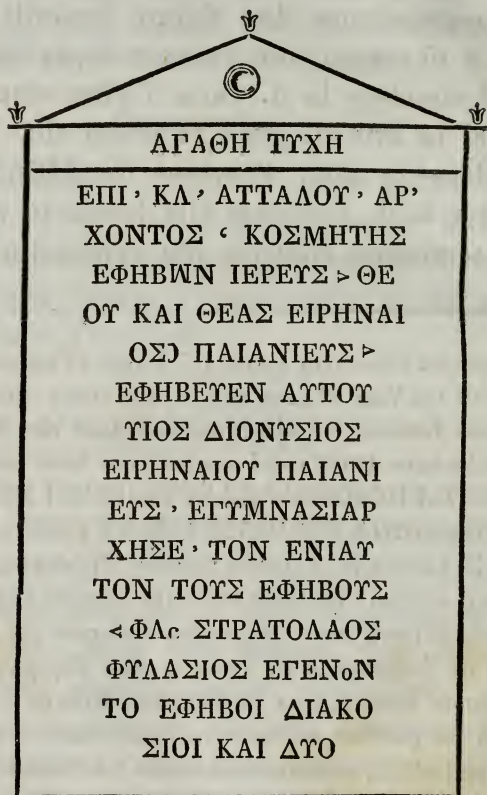 ΑΓΑΘΗ ΤΥΧΗ
ΕΠΙ, ΚΛ, ΑΤΤΑΛΟΥ, ΑΡ,
ΧΟΝΤΟΣ ς ΚΟΣΜΗΤΗΣ
ΕΦΗΒΩΝ ΙΕΡΕΥΣ > ΘΕ
ΟΥ ΚΑΙ ΘΕΑΣ ΕΙΡΗΝΑΙ
ΟΣϽ ΠΑΙΑΝΙΕΥΣ >
ΕΦΗΒΕΥΕΝ ΑΥΤΟΥ
ΥΙΟΣ ΔΙΟΝΥΣΙΟΣ
ΕΙΡΗΝΑΙΟΥ ΠΑΙΑΝΙ
ΕΥΣ, ΕΓΥΜΝΑΣΙΑΡ
ΧΗΣΕ, ΤΟΝ ΕΝΙΑΥ
ΤΟΝ ΤΟΥΣ ΕΦΗΒΟΥΣ
< ΦΛς ΣΤΡΑΤΟΛΑΟΣ
ΦΥΛΑΣΙΟΣ ΕΓΕΝοΝ
ΤΟ ΕΦΗΒΟΙ ΔΙΑΚΟ
ΣΙΟΙ ΚΑΙ ΔΥΟ